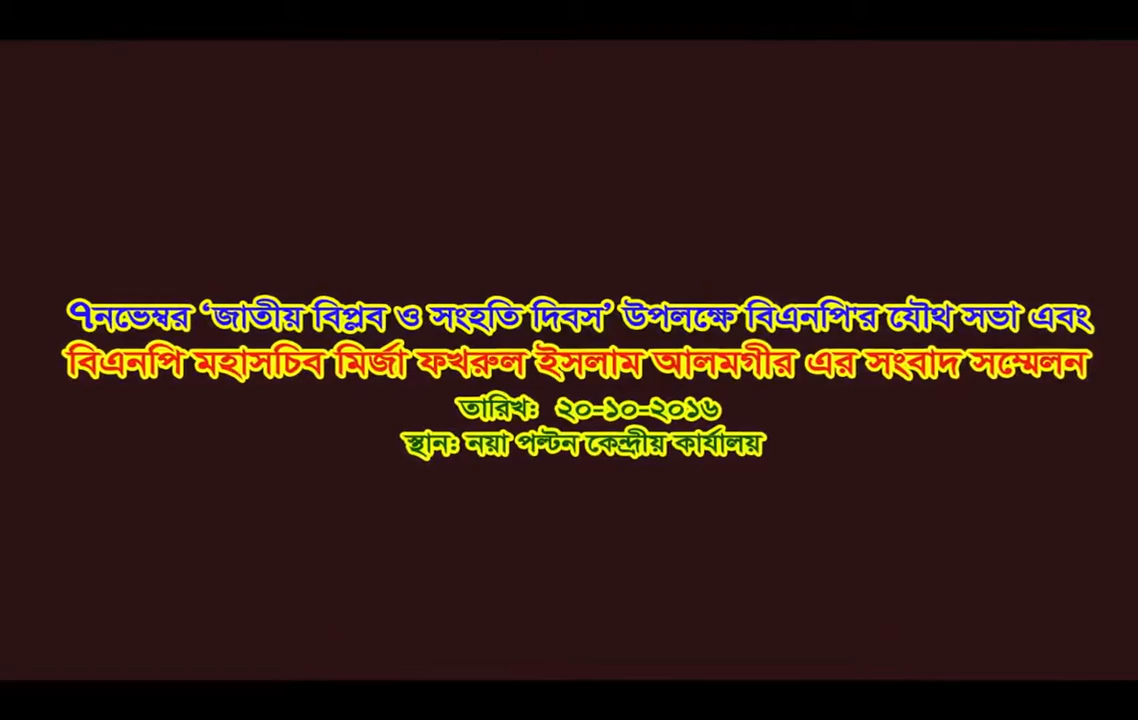 ৭নভেম্বর ‘জাতীয় বিপ্লব ও সংহতি দিবস’ উপলক্ষে বিএনপি'র যৌথ সভা এবং
বিএনপি মহাসচিব মির্জা ফখরুল ইসলাম আলমগীর এর সংবাদ সম্মেলন
তারিখ: ২০-১০-২০১৬
স্থান: নয়া পল্টন কেন্দ্রীয় কার্যালয়